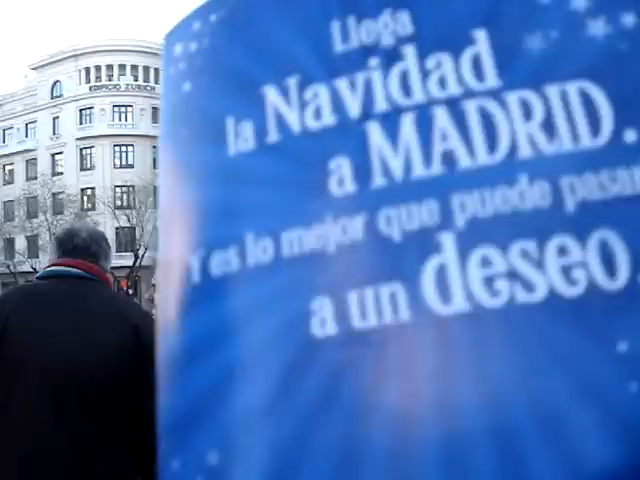 EDIFICIO ZURICH
Llega
la Navidad
a MADRID.
Y es lo mejor que puede pasar
a un deseo.